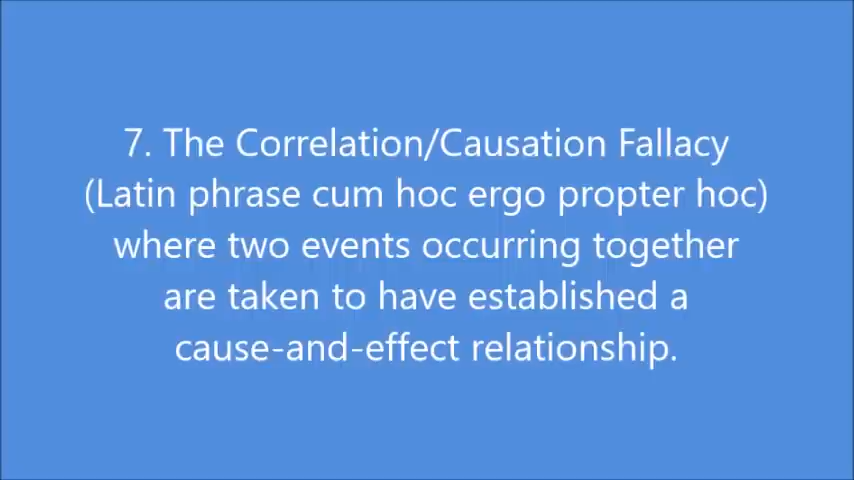 7. The Correlation/Causation Fallacy
(Latin phrase cum hoc ergo propter hoc)
where two events occurring together
are taken to have established a
cause-and-effect relationship.